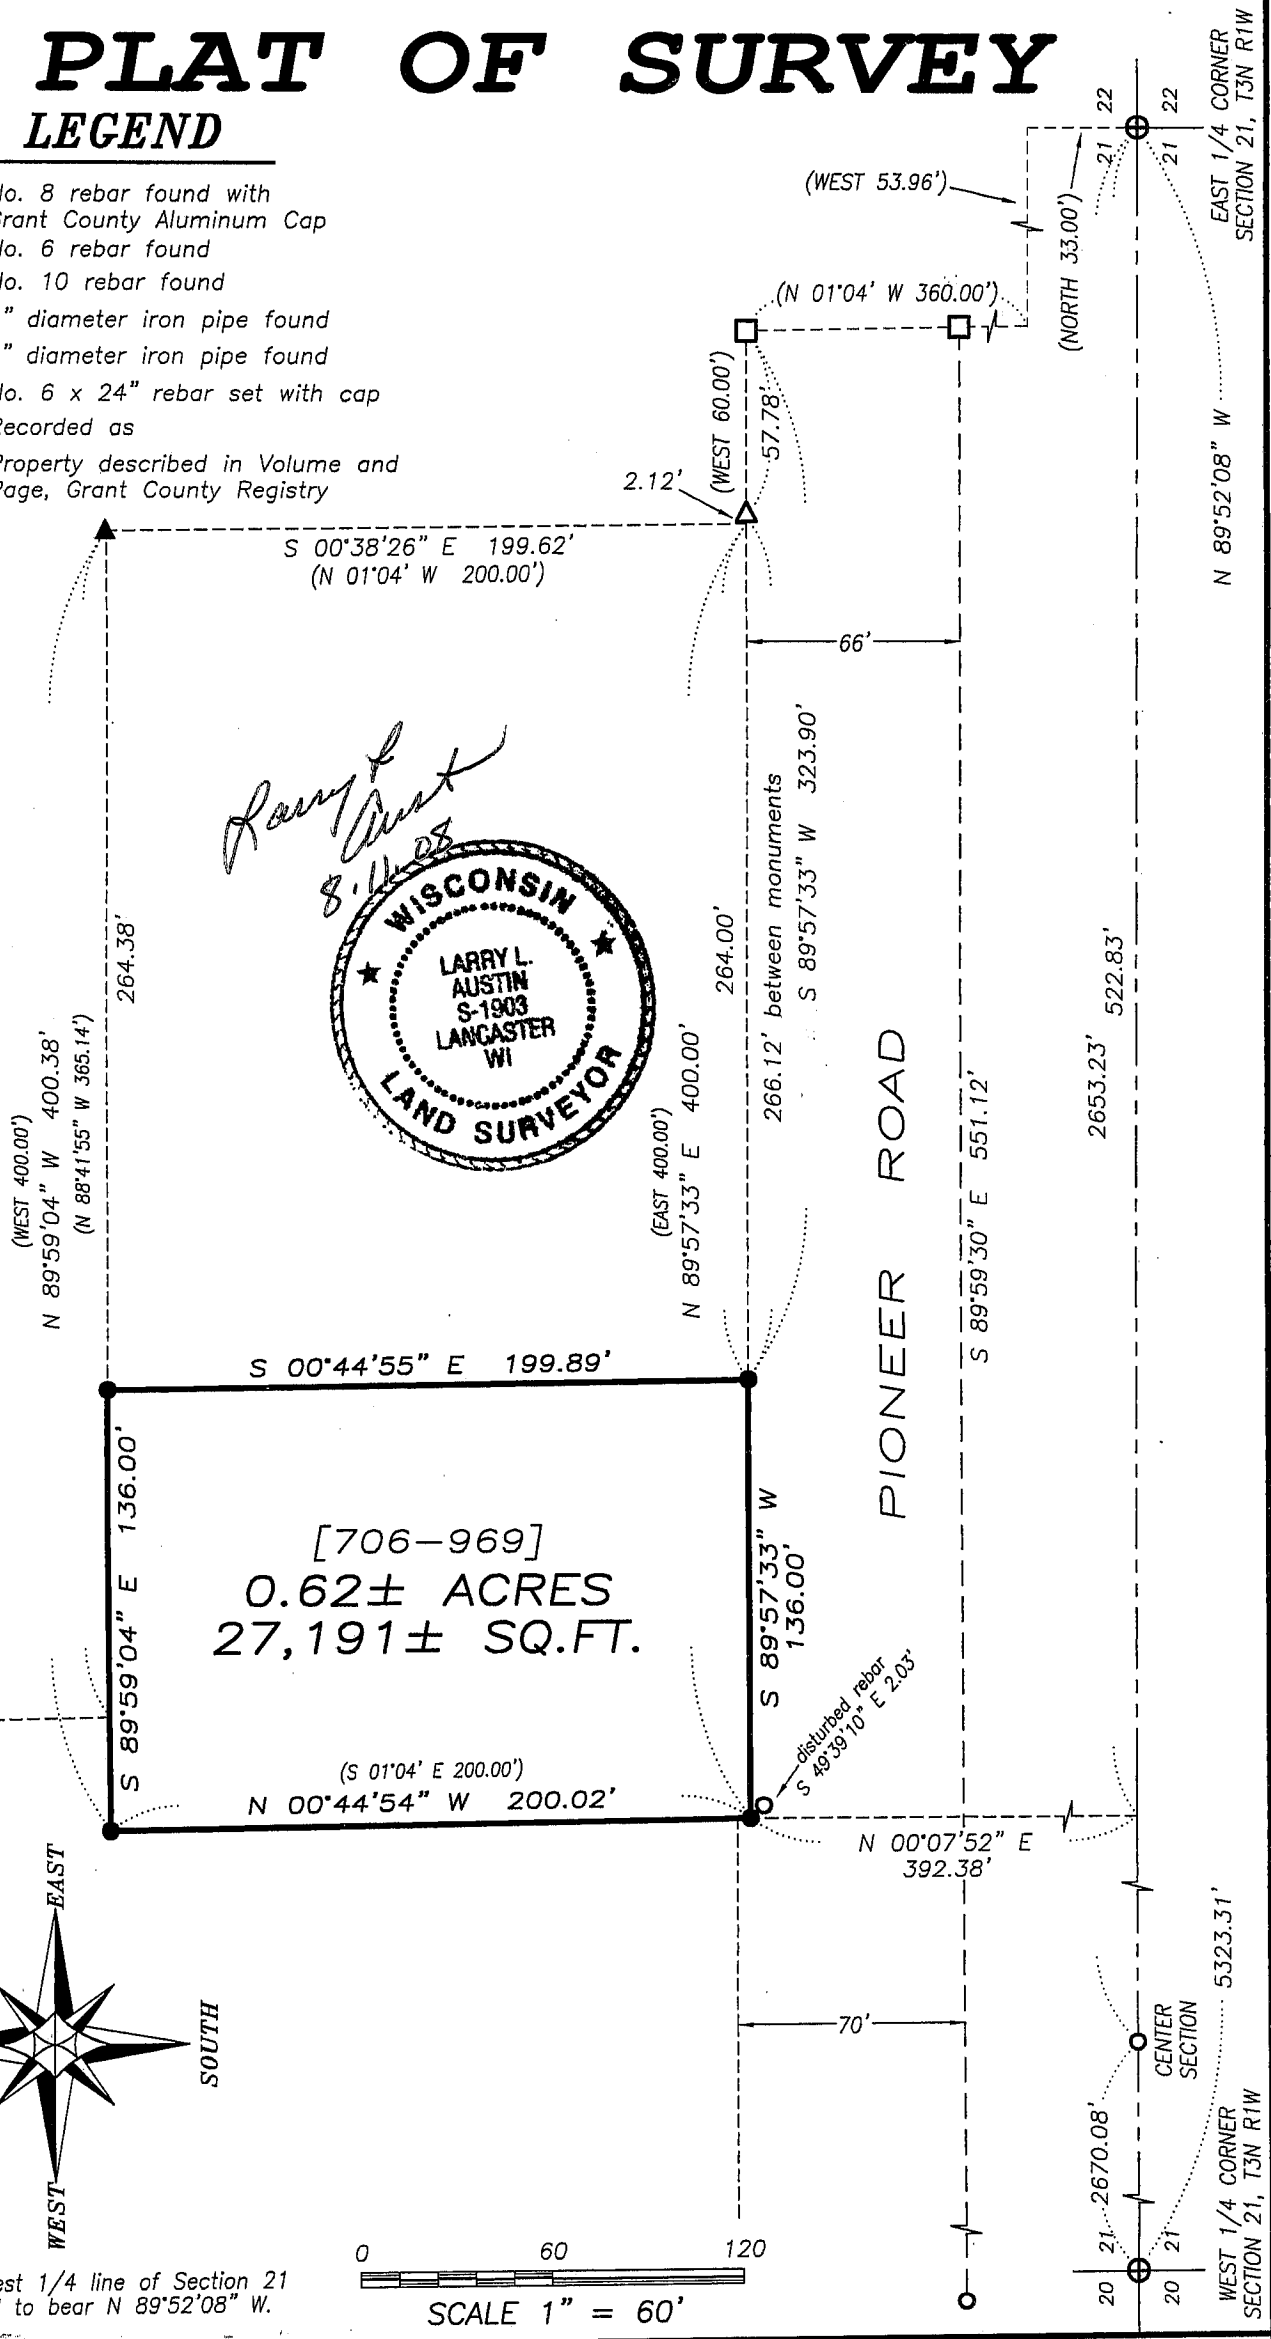 PLAT OF SURVEY
LEGEND
No. 8 rebar found with
Grant County Aluminum Cap
No. 6 rebar found
No. 10 rebar found
" diameter iron pipe found
" diameter iron pipe found
No. 6 x 24" rebar set with cap
Recorded as
Property described in Volume and
Page, Grant County Registry
22
22
21
21
EAST 1/4 CORNER
SECTION 21, T3N R1W
(WEST 53.96')
(NORTH 33.00')
(N 01°04' W 360.00')
(WEST 60.00')
57.78'
2.12'
N 89°52'08" W
S 00°38'26" E 199.62'
(N 01°04' W 200.00')
66'
Larry L
Aust
8.11.08
WISCONSIN
LARRY L.
AUSTIN
S-1903
LANCASTER
WI
LAND SURVEYOR
264.38'
(WEST 400.00')
N 89°59'04" W 400.38'
(N 88°41'55" W 365.14')
264.00'
(EAST 400.00')
N 89°57'33" E 400.00'
266.12' between monuments
S 89°57'33" W 323.90'
PIONEER ROAD
S 89°59'30" E 551.12'
2653.23'
522.83'
S 00°44'55" E 199.89'
S 89°59'04" E 136.00'
[706-969]
0.62± ACRES
27,191± SQ.FT.
S 89°57'33" W
136.00'
disturbed rebar
S 49°39'10" E 2.03'
(S 01°04' E 200.00')
N 00°44'54" W 200.02'
N 00°07'52" E
392.38'
EAST
SOUTH
WEST
70'
5323.31'
CENTER
SECTION
2670.08'
WEST 1/4 CORNER
SECTION 21, T3N R1W
21
21
20
20
est 1/4 line of Section 21
to bear N 89°52'08" W.
0 60 120
SCALE 1" = 60'